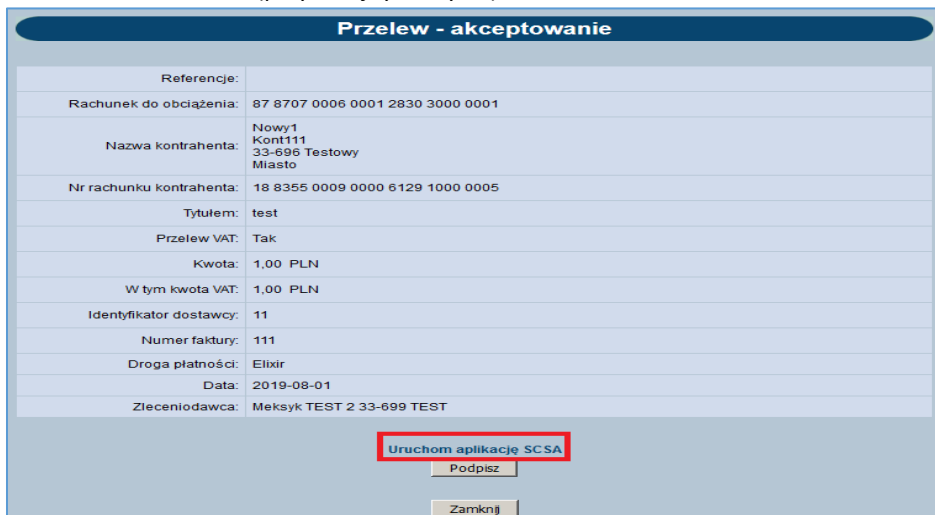 Przelew - akceptowanie
Referencje:
Rachunek do obciążenia: 87 8707 0006 0001 2830 3000 0001
Nazwa kontrahenta: Nowy1
Kont111
33-696 Testowy
Miasto
Nr rachunku kontrahenta: 18 8355 0009 0000 6129 1000 0005
Tytułem: test
Przelew VAT: Tak
Kwota: 1,00 PLN
W tym kwota VAT: 1,00 PLN
Identyfikator dostawcy: 11
Numer faktury: 111
Droga płatności: Elixir
Data: 2019-08-01
Zleceniodawca: Meksyk TEST 2 33-699 TEST
Uruchom aplikację SCSA
Podpisz
Zamknij